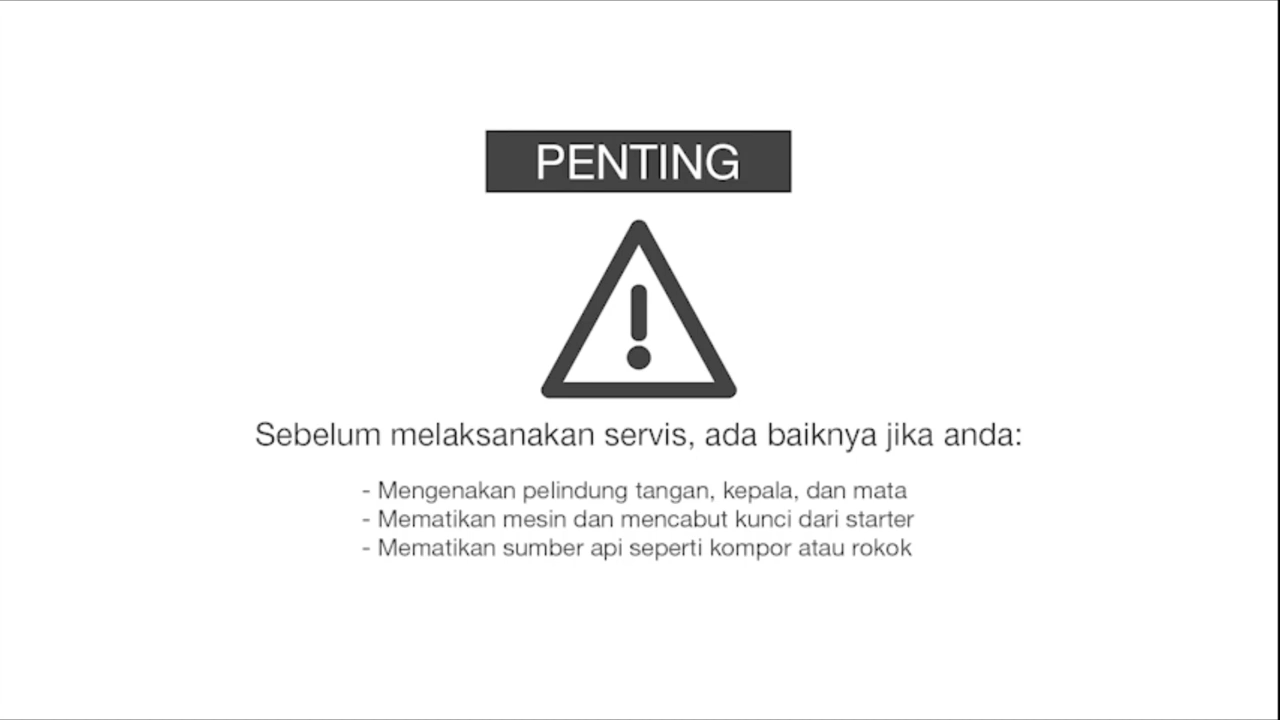 PENTING
Sebelum melaksanakan servis, ada baiknya jika anda:
- Mengenakan pelindung tangan, kepala, dan mata
- Mematikan mesin dan mencabut kunci dari starter
- Mematikan sumber api seperti kompor atau rokok